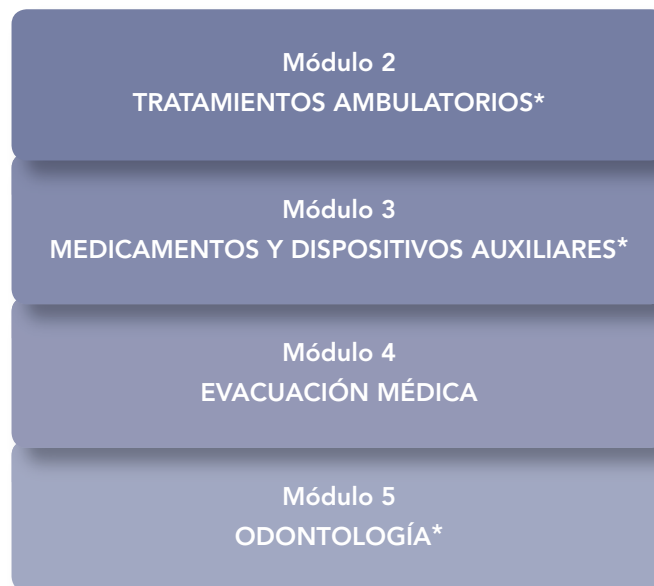 Módulo 2
TRATAMIENTOS AMBULATORIOS*
Módulo 3
MEDICAMENTOS Y DISPOSITIVOS AUXILIARES*
Módulo 4
EVACUACIÓN MÉDICA
Módulo 5
ODONTOLOGÍA*